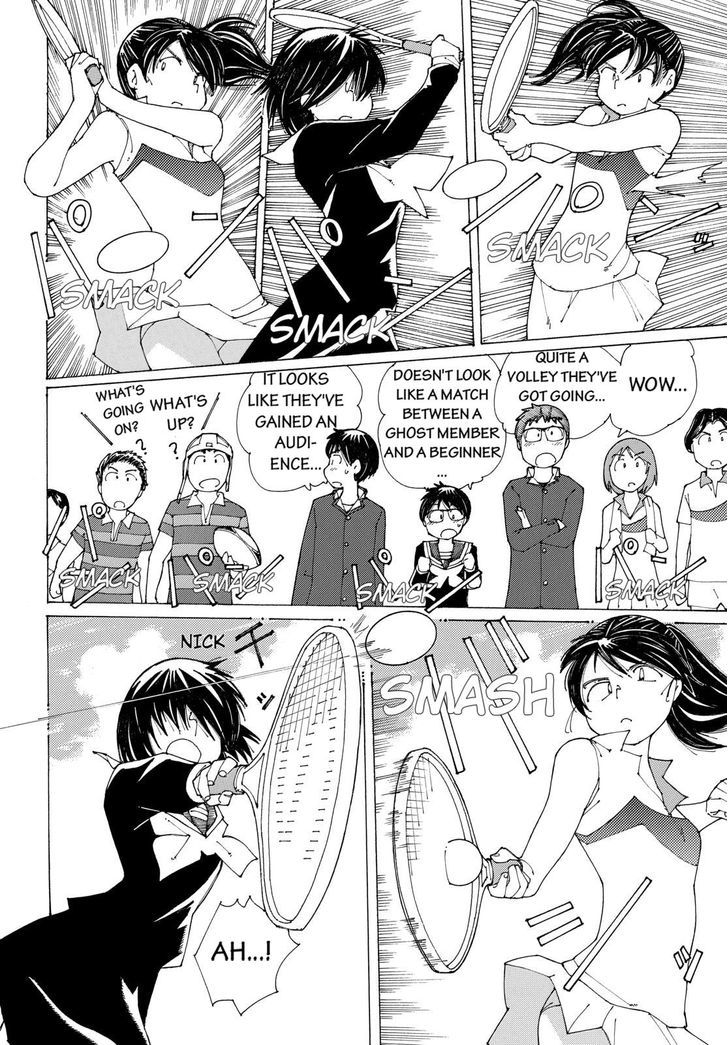 SMACK
SMACK
SMACK
WOW...
QUITE A
VOLLEY THEY'VE
GOT GOING...
DOESN'T LOOK
LIKE A MATCH
BETWEEN A
GHOST MEMBER
AND A BEGINNER
...
IT LOOKS
LIKE THEY'VE
GAINED AN
AUDI-
ENCE...
WHAT'S
UP?
?
WHAT'S
GOING
ON?
?
SMACK
SMACK
SMACK
SMACK
SMASH
NICK
AH...!